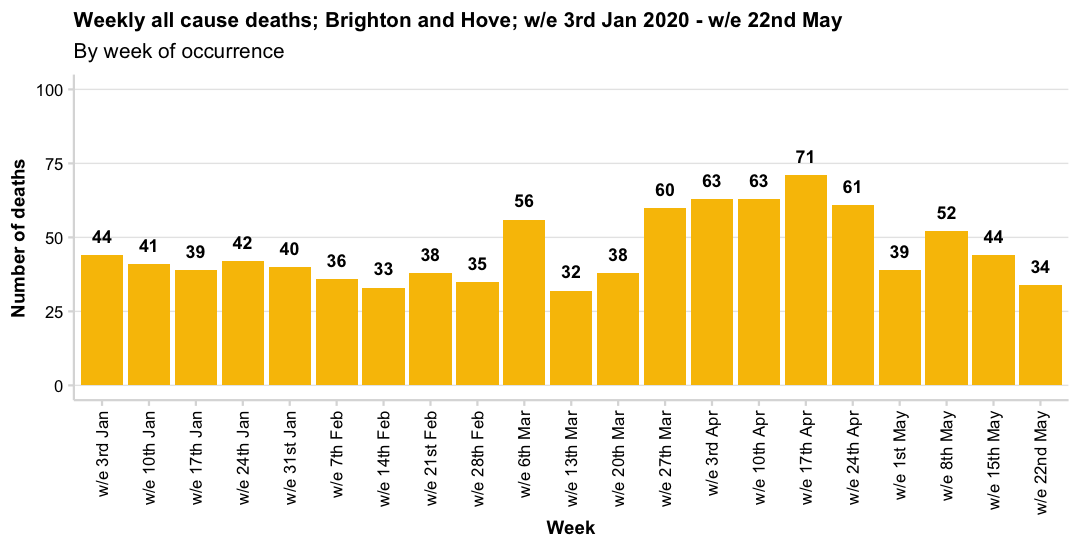 Weekly all cause deaths; Brighton and Hove; w/e 3rd Jan 2020 - w/e 22nd May
By week of occurrence
Number of deaths
100
75
50
25
0
44
41
39
42
40
36
33
38
35
56
32
38
60
63
63
71
61
39
52
44
34
w/e 3rd Jan
w/e 10th Jan
w/e 17th Jan
w/e 24th Jan
w/e 31st Jan
w/e 7th Feb
w/e 14th Feb
w/e 21st Feb
w/e 28th Feb
w/e 6th Mar
w/e 13th Mar
w/e 20th Mar
w/e 27th Mar
w/e 3rd Apr
w/e 10th Apr
w/e 17th Apr
w/e 24th Apr
w/e 1st May
w/e 8th May
w/e 15th May
w/e 22nd May
Week